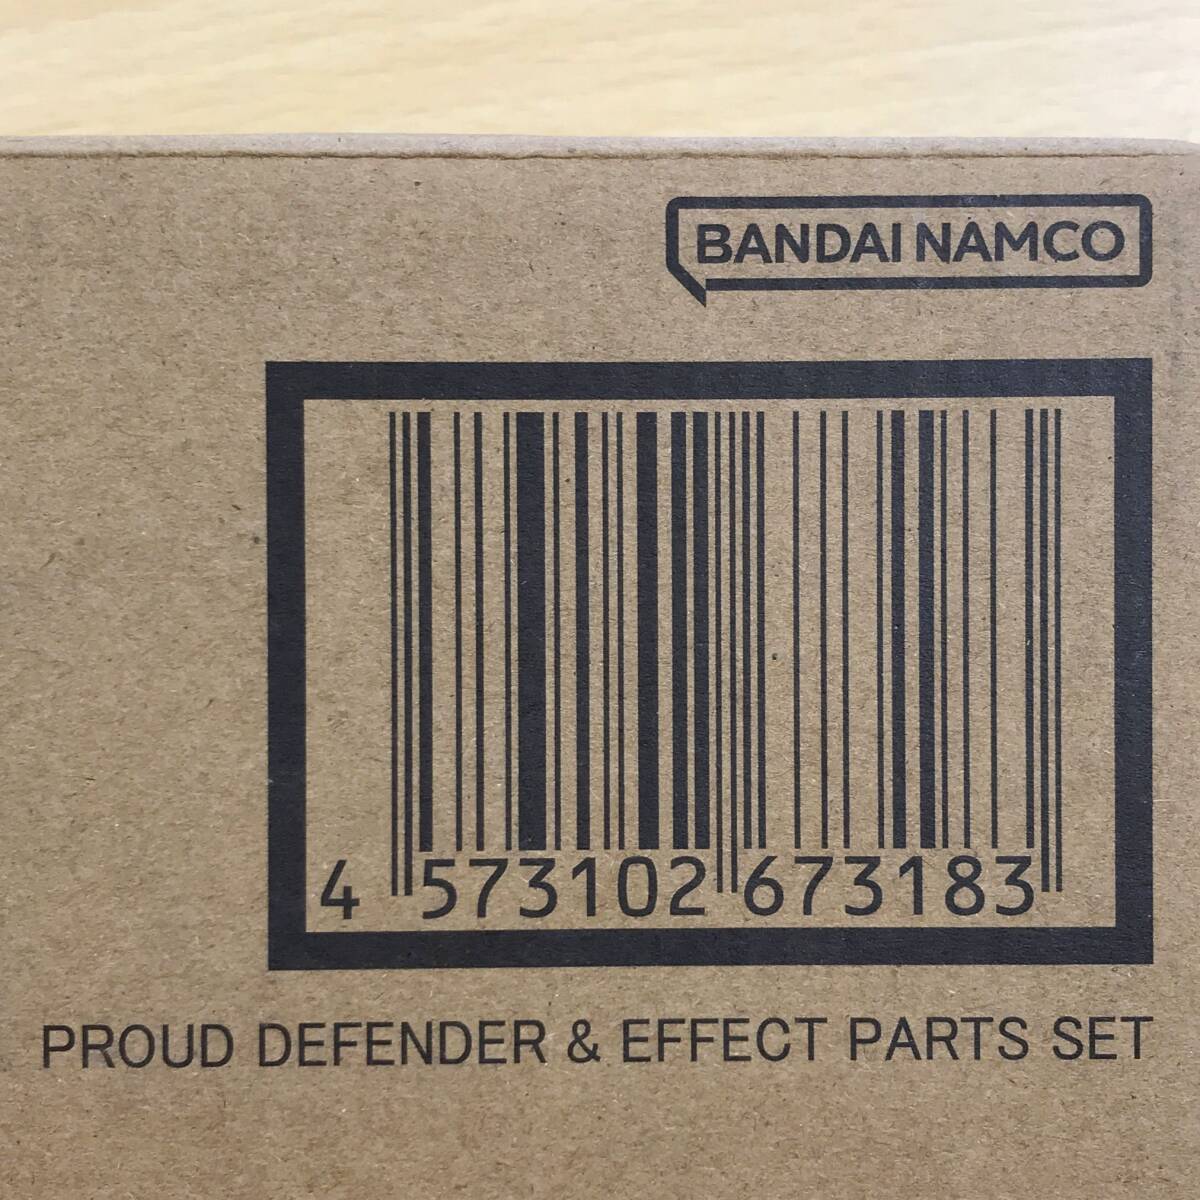 BANDAI NAMCO
4 573102 673183
PROUD DEFENDER & EFFECT PARTS SET